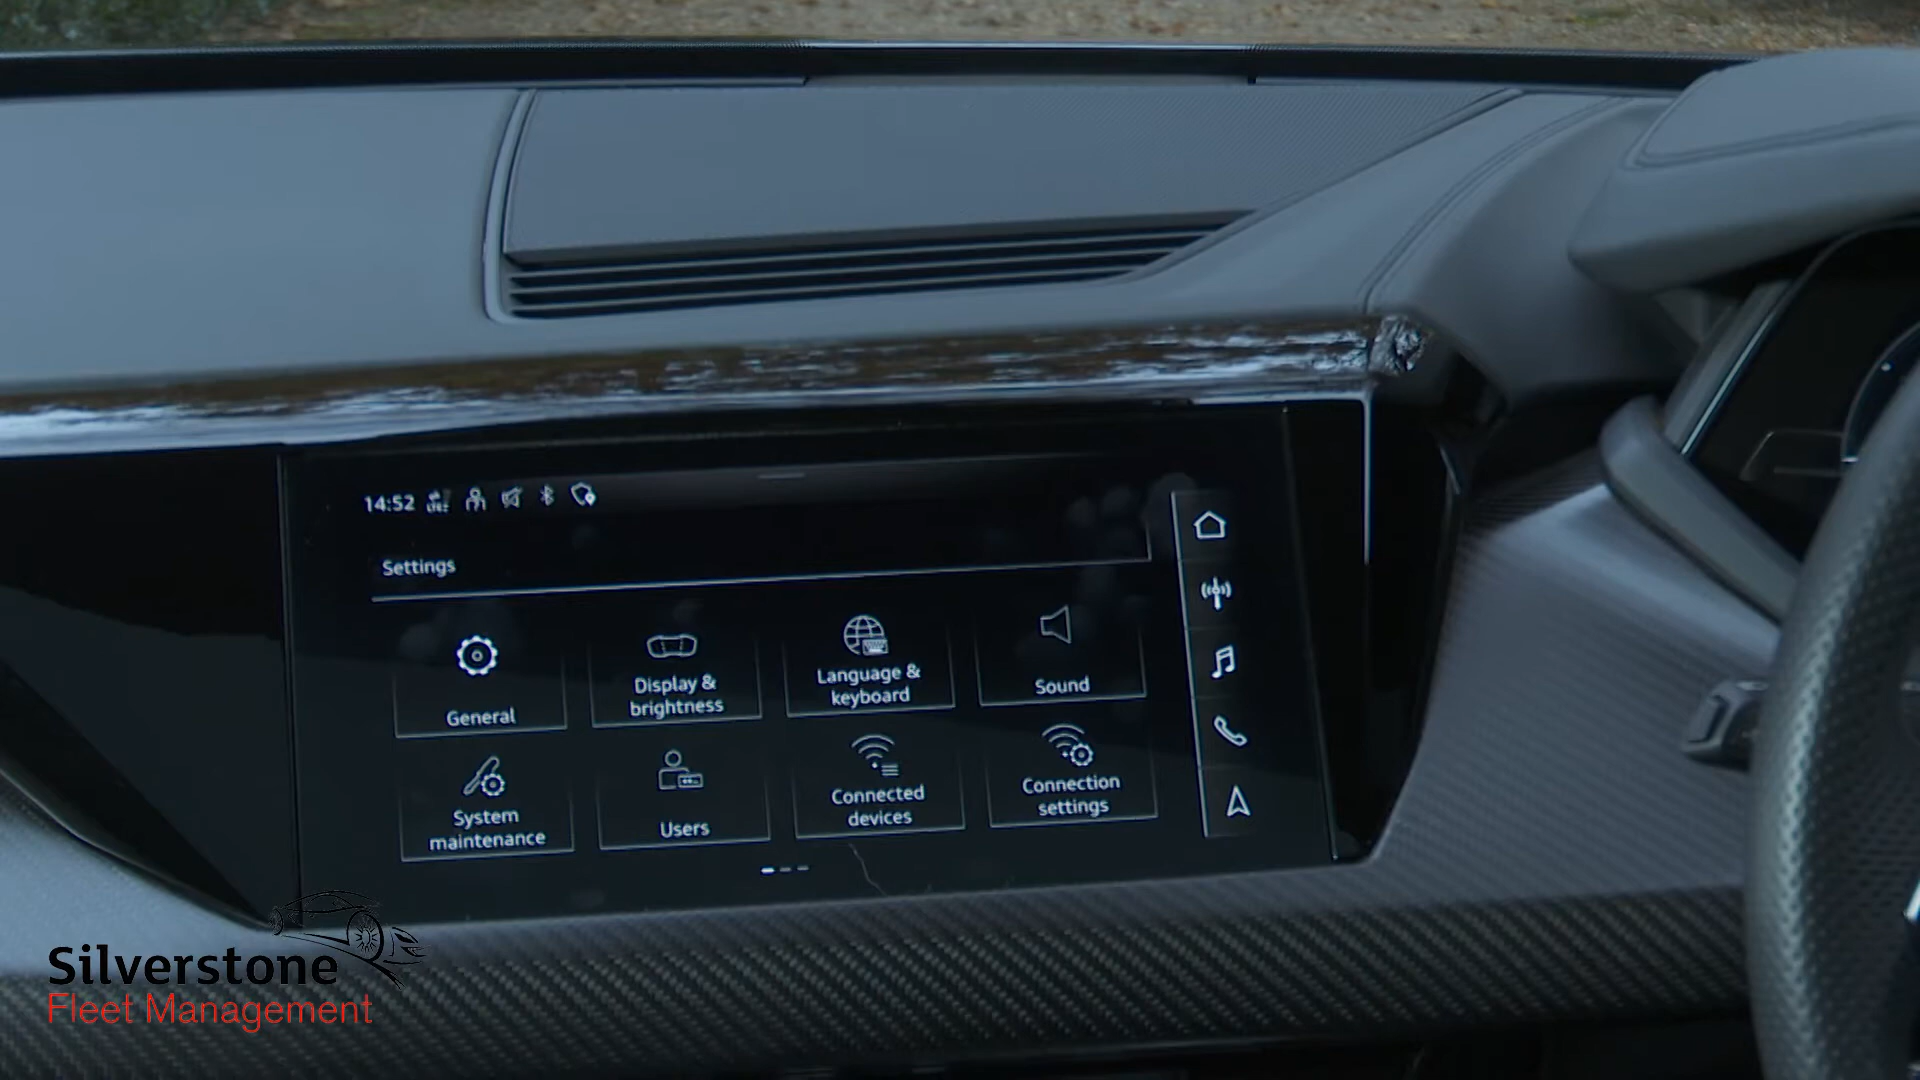 14:52
Settings
General
Display &
brightness
Language &
keyboard
Sound
System
maintenance
Users
Connected
devices
Connection
settings
Silverstone
Fleet Management